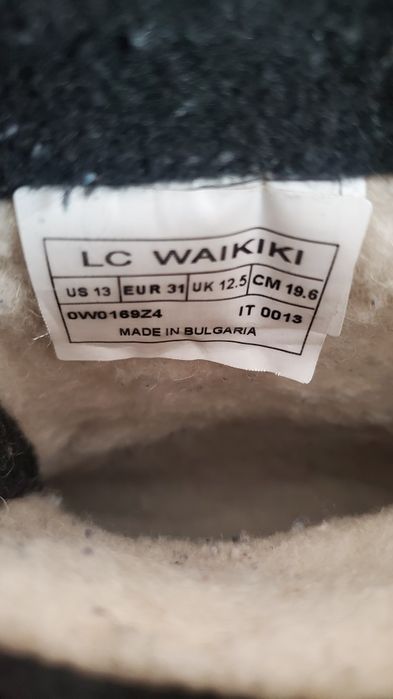 LC WAIKIKI
US 13 EUR 31 UK 12.5 CM 19.6
0W0169Z4 IT 0013
MADE IN BULGARIA